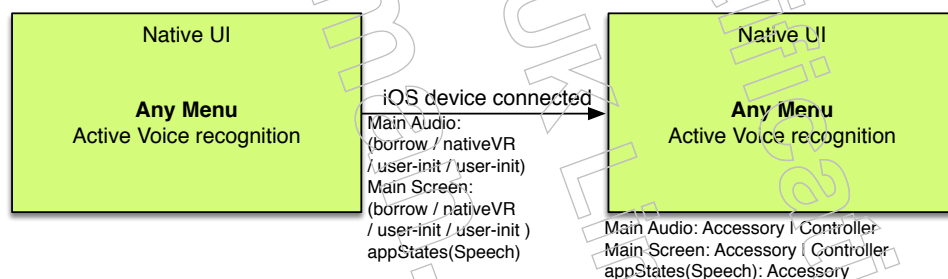 Native UI
Any Menu
Active Voice recognition
iOS device connected
Main Audio:
(borrow / nativeVR
/ user-init / user-init)
Main Screen:
(borrow / nativeVR
/ user-init / user-init )
appStates(Speech)
Native UI
Any Menu
Active Voice recognition
Main Audio: Accessory | Controller
Main Screen: Accessory | Controller
appStates(Speech): Accessory